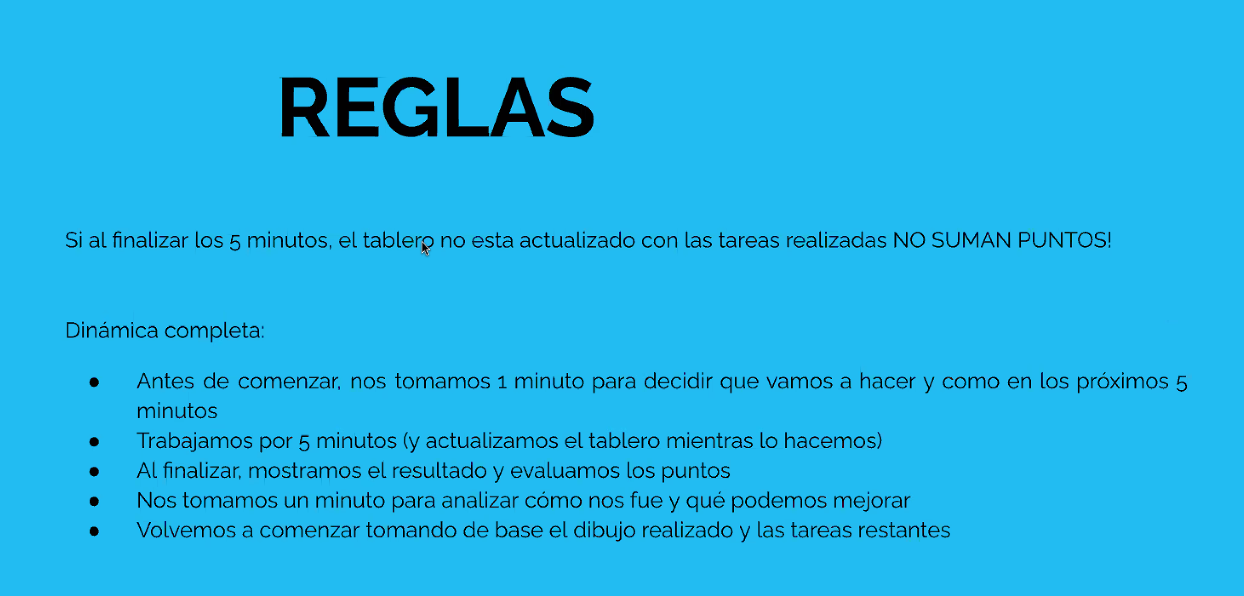 REGLAS
Si al finalizar los 5 minutos, el tablero no esta actualizado con las tareas realizadas NO SUMAN PUNTOS!
Dinámica completa:
● Antes de comenzar, nos tomamos 1 minuto para decidir que vamos a hacer y como en los próximos 5
minutos
● Trabajamos por 5 minutos (y actualizamos el tablero mientras lo hacemos)
● Al finalizar, mostramos el resultado y evaluamos los puntos
● Nos tomamos un minuto para analizar cómo nos fue y qué podemos mejorar
● Volvemos a comenzar tomando de base el dibujo realizado y las tareas restantes